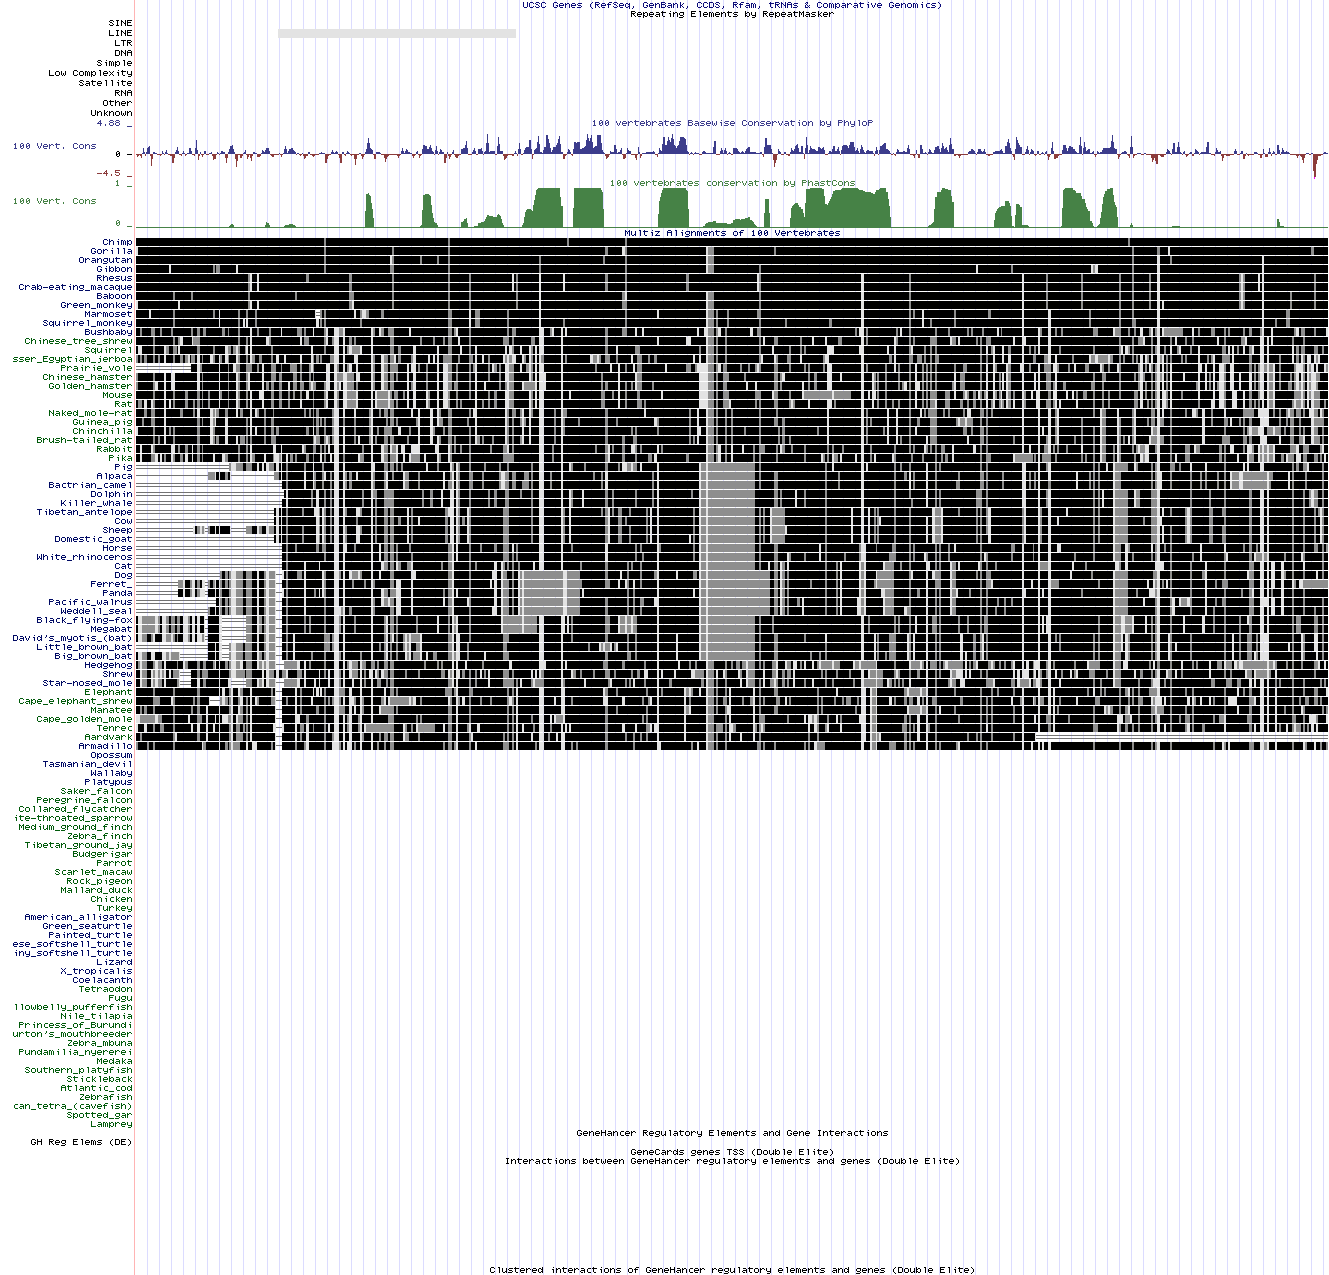 UCSC Genes (RefSeq, GenBank, CCDS, Rfam, tRNAs & Comparative Genomics)
Repeating Elements by RepeatMasker
SINE
LINE
LTR
DNA
Simple
Low Complexity
Satellite
RNA
Other
Unknown
4.88 _
100 vertebrates Basewise Conservation by PhyloP
100 Vert. Cons
0 _
-4.5 _
1 _
100 vertebrates conservation by PhastCons
100 Vert. Cons
0 _
Multiz Alignments of 100 Vertebrates
Chimp
Gorilla
Orangutan
Gibbon
Rhesus
Crab-eating_macaque
Baboon
Green_monkey
Marmoset
Squirrel_monkey
Bushbaby
Chinese_tree_shrew
Squirrel
sser_Egyptian_jerboa
Prairie_vole
Chinese_hamster
Golden_hamster
Mouse
Rat
Naked_mole-rat
Guinea_pig
Chinchilla
Brush-tailed_rat
Rabbit
Pika
Pig
Alpaca
Bactrian_camel
Dolphin
Killer_whale
Tibetan_antelope
Cow
Sheep
Domestic_goat
Horse
White_rhinoceros
Cat
Dog
Ferret_
Panda
Pacific_walrus
Weddell_seal
Black_flying-fox
Megabat
David's_myotis_(bat)
Little_brown_bat
Big_brown_bat
Hedgehog
Shrew
Star-nosed_mole
Elephant
Cape_elephant_shrew
Manatee
Cape_golden_mole
Tenrec
Aardvark
Armadillo
Opossum
Tasmanian_devil
Wallaby
Platypus
Saker_falcon
Peregrine_falcon
Collared_flycatcher
ite-throated_sparrow
Medium_ground_finch
Zebra_finch
Tibetan_ground_jay
Budgerigar
Parrot
Scarlet_macaw
Rock_pigeon
Mallard_duck
Chicken
Turkey
American_alligator
Green_seaturtle
Painted_turtle
ese_softshell_turtle
iny_softshell_turtle
Lizard
X_tropicalis
Coelacanth
Tetraodon
Fugu
llowbelly_pufferfish
Nile_tilapia
Princess_of_Burundi
urton's_mouthbreeder
Zebra_mbuna
Pundamilia_nyererei
Medaka
Southern_platyfish
Stickleback
Atlantic_cod
Zebrafish
can_tetra_(cavefish)
Spotted_gar
Lamprey
GeneHancer Regulatory Elements and Gene Interactions
GH Reg Elems (DE)
GeneCards genes TSS (Double Elite)
Interactions between GeneHancer regulatory elements and genes (Double Elite)
Clustered interactions of GeneHancer regulatory elements and genes (Double Elite)